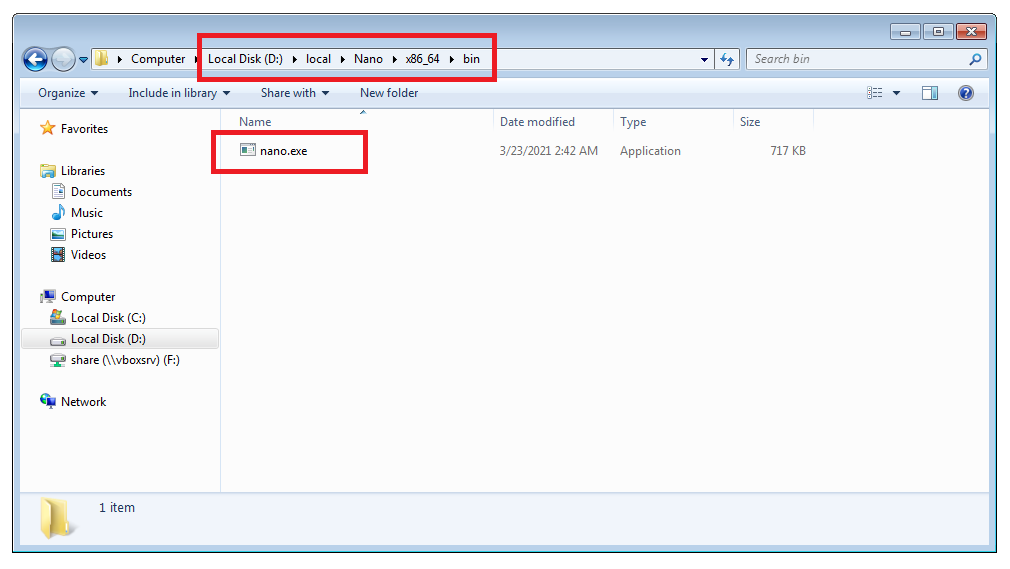 Computer Local Disk (D:) local Nano x86_64 bin
Search bin
Organize Include in library Share with New folder
Name Date modified Type Size
nano.exe 3/23/2021 2:42 AM Application 717 KB
Favorites
Libraries
Documents
Music
Pictures
Videos
Computer
Local Disk (C:)
Local Disk (D:)
share (\\vboxsrv) (F:)
Network
1 item